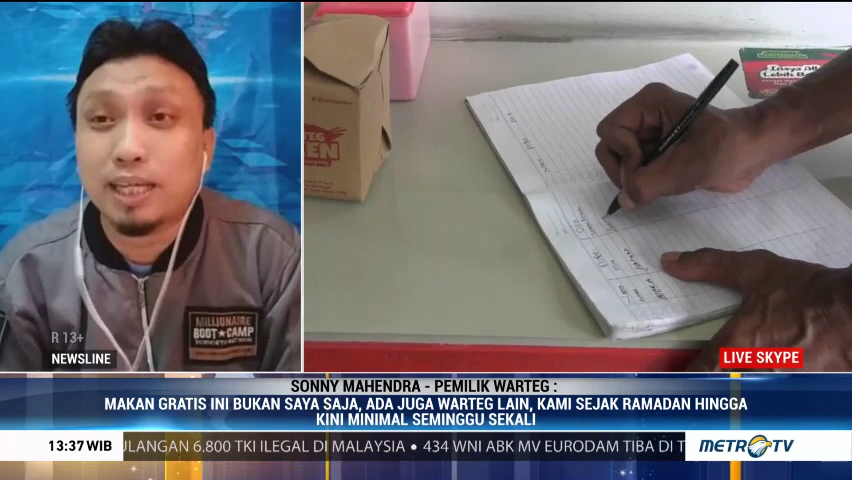 MILLIONAIRE
BOOT★CAMP
R 13+
NEWSLINE
LIVE SKYPE
SONNY MAHENDRA - PEMILIK WARTEG :
MAKAN GRATIS INI BUKAN SAYA SAJA, ADA JUGA WARTEG LAIN, KAMI SEJAK RAMADAN HINGGA
KINI MINIMAL SEMINGGU SEKALI
13:37 WIB
ULANGAN 6.800 TKI ILEGAL DI MALAYSIA • 434 WNI ABK MV EURODAM TIBA DI T
METRO TV